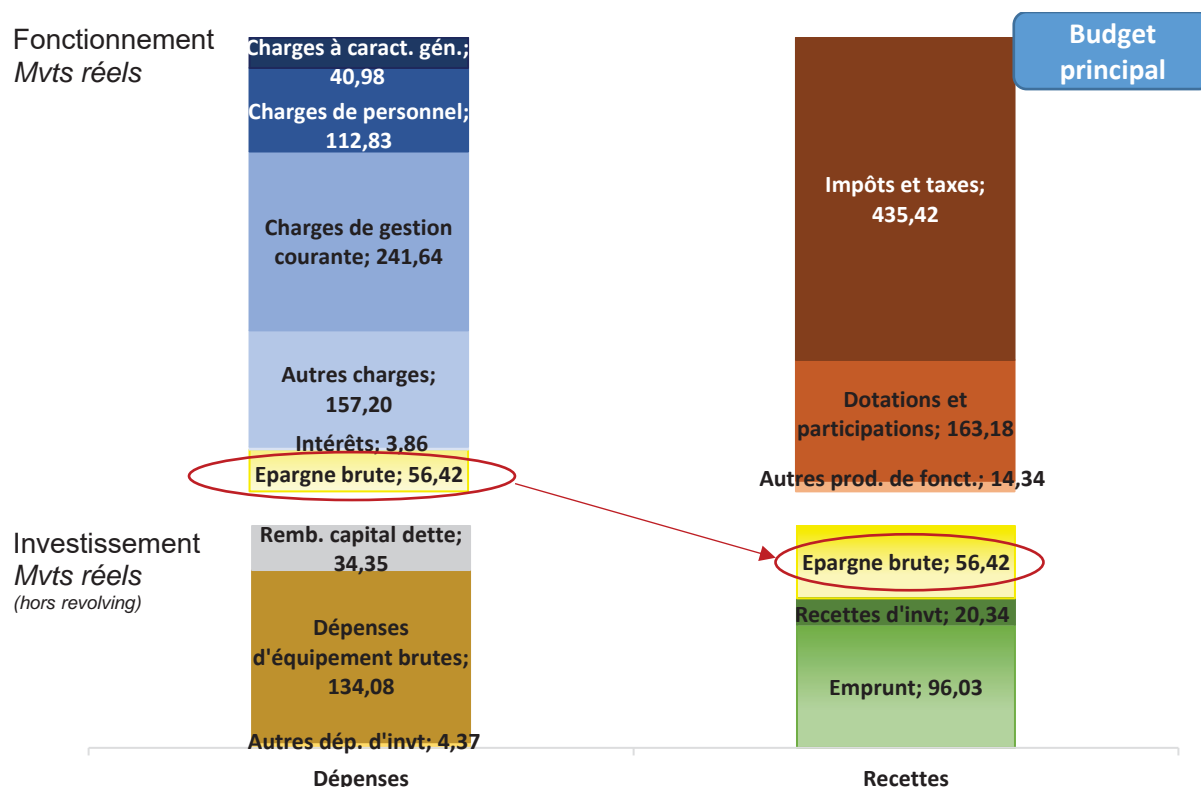 Fonctionnement
Mvts réels
Charges à caract. gén.;
40,98
Charges de personnel;
112,83
Charges de gestion
courante; 241,64
Autres charges;
157,20
Intérêts; 3,86
Epargne brute; 56,42
Budget
principal
Impôts et taxes;
435,42
Dotations et
participations; 163,18
Autres prod. de fonct.; 14,34
Investissement
Mvts réels
(hors revolving)
Remb. capital dette;
34,35
Dépenses
d'équipement brutes;
134,08
Autres dép. d'invt; 4,37
Epargne brute; 56,42
Recettes d'invt; 20,34
Emprunt; 96,03
Dépenses
Recettes